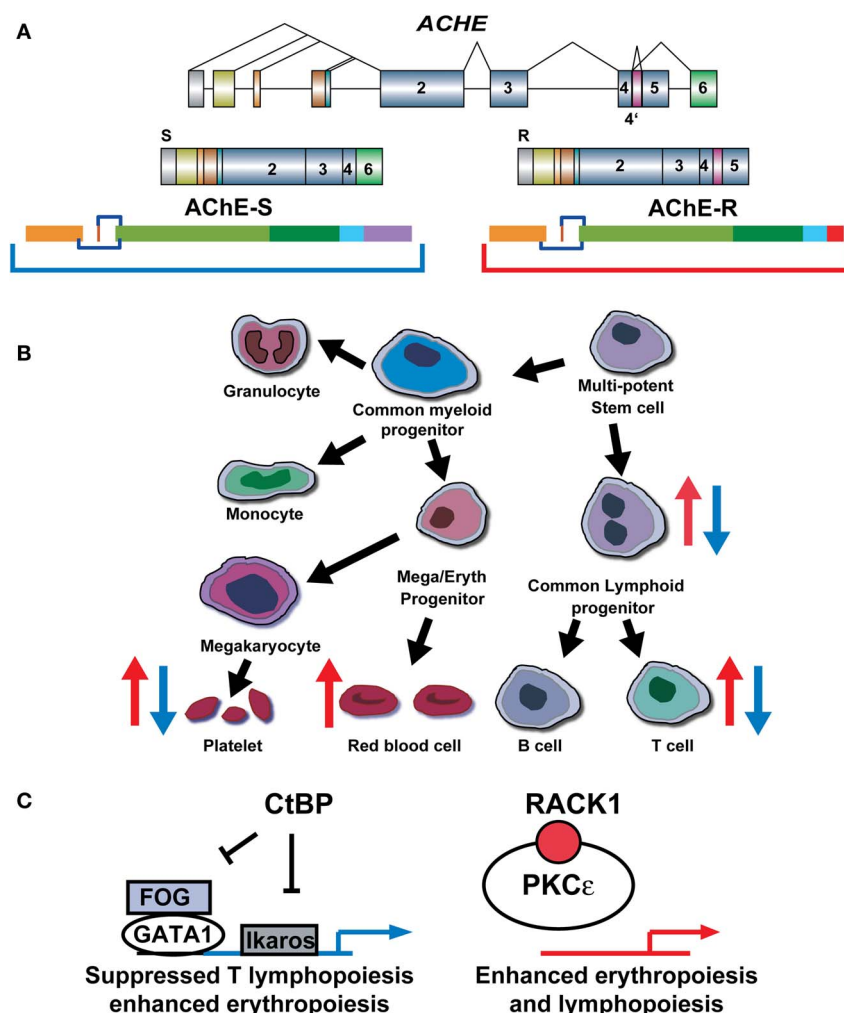 A
ACHE
2
3
4
5
6
4'
S
2
3
4
6
R
2
3
4
5
AChE-S
AChE-R
B
Granulocyte
Common myeloid
progenitor
Multi-potent
Stem cell
Monocyte
Mega/Eryth
Progenitor
Common Lymphoid
progenitor
Megakaryocyte
Platelet
Red blood cell
B cell
T cell
C
CtBP
FOG
GATA1
Ikaros
Suppressed T lymphopoiesis
enhanced erythropoiesis
RACK1
PKCε
Enhanced erythropoiesis
and lymphopoiesis